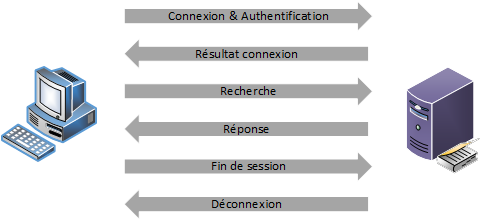 Connexion & Authentification
Résultat connexion
Recherche
Réponse
Fin de session
Déconnexion